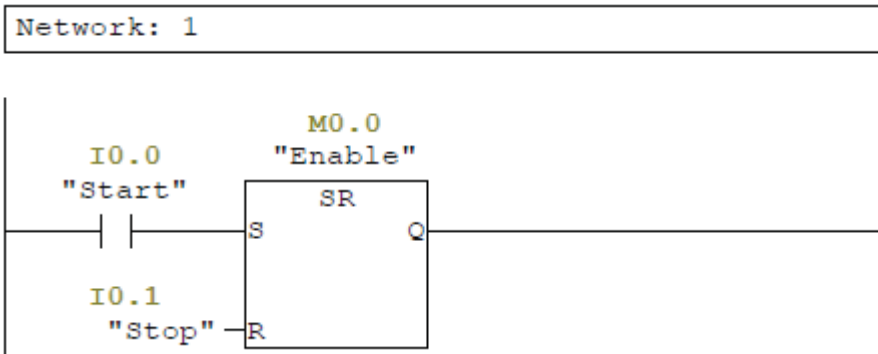 Network: 1
M0.0
I0.0 "Enable"
"Start" SR
S Q
I0.1
"Stop" R